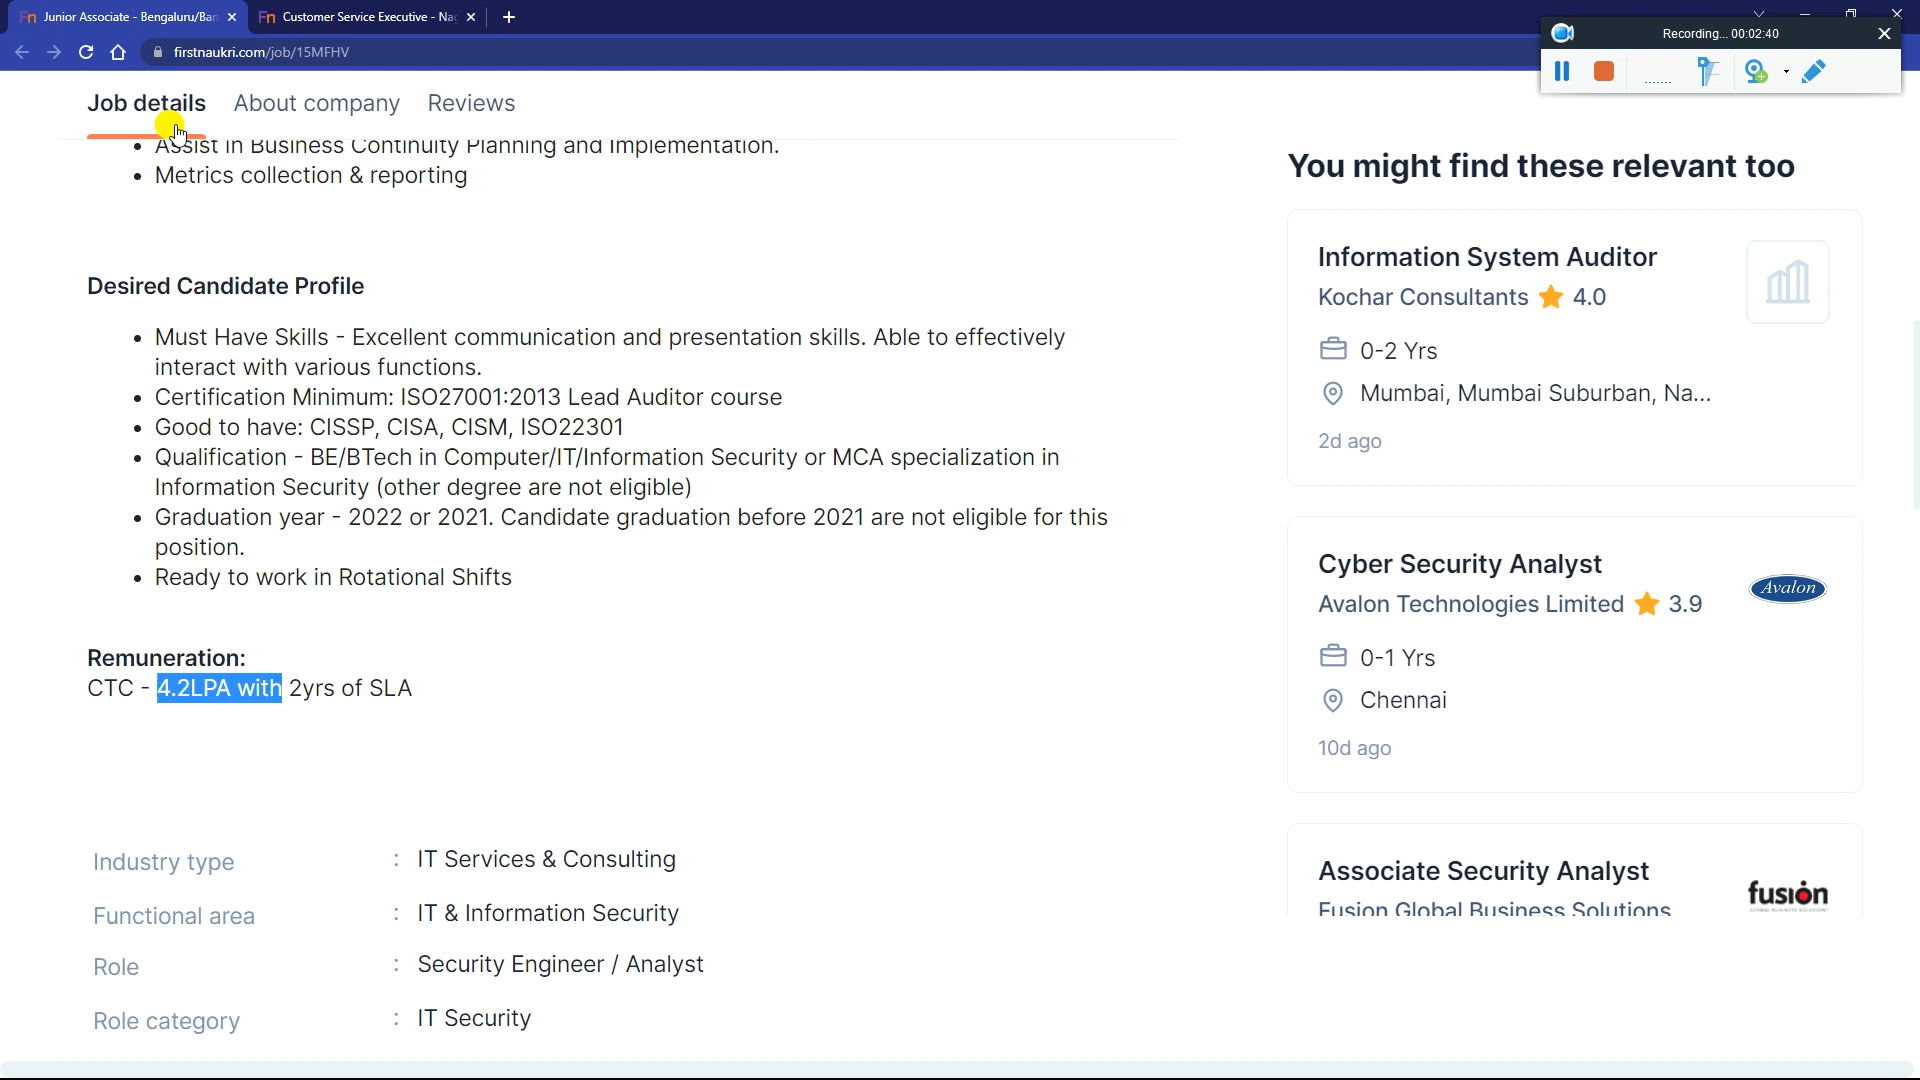 Fn Junior Associate - Bengaluru/Ban
Fn Customer Service Executive - Nag
firstnaukri.com/job/15MFHV
Recording... 00:02:40
Job details
About company
Reviews
Assist in Business Continuity Planning and Implementation.
Metrics collection & reporting
Desired Candidate Profile
Must Have Skills - Excellent communication and presentation skills. Able to effectively
interact with various functions.
Certification Minimum: ISO27001:2013 Lead Auditor course
Good to have: CISSP, CISA, CISM, ISO22301
Qualification - BE/BTech in Computer/IT/Information Security or MCA specialization in
Information Security (other degree are not eligible)
Graduation year - 2022 or 2021. Candidate graduation before 2021 are not eligible for this
position.
Ready to work in Rotational Shifts
Remuneration:
CTC - 4.2LPA with 2yrs of SLA
Industry type : IT Services & Consulting
Functional area : IT & Information Security
Role : Security Engineer / Analyst
Role category : IT Security
You might find these relevant too
Information System Auditor
Kochar Consultants 4.0
0-2 Yrs
Mumbai, Mumbai Suburban, Na...
2d ago
Cyber Security Analyst
Avalon Technologies Limited 3.9
Avalon
0-1 Yrs
Chennai
10d ago
Associate Security Analyst
Fusion Global Business Solutions
fusion